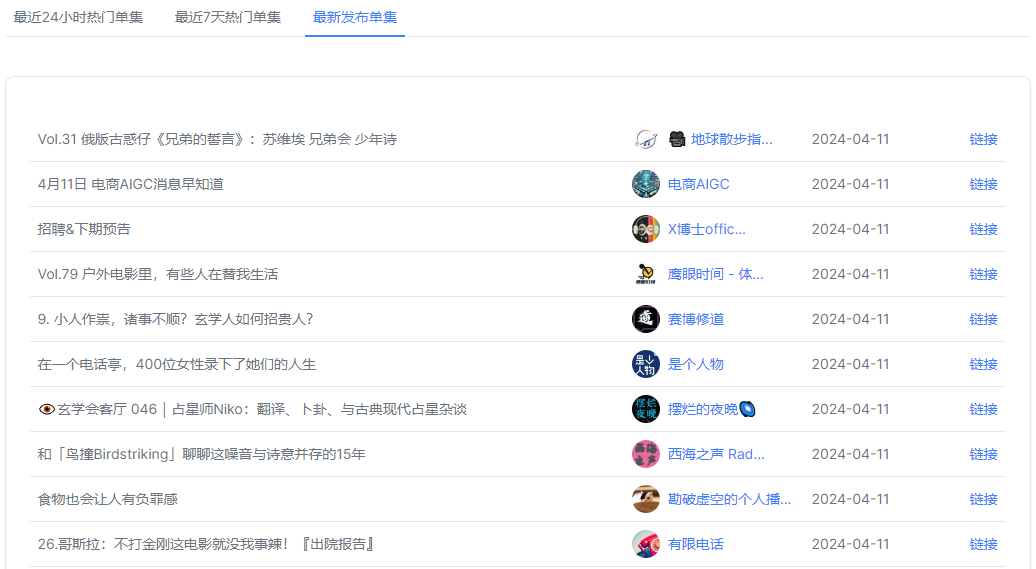 最近24小时热门单集 最近7天热门单集 最新发布单集
Vol.31 俄版古惑仔《兄弟的誓言》：苏维埃 兄弟会 少年诗 地球散步指... 2024-04-11 链接
4月11日 电商AIGC消息早知道 电商AIGC 2024-04-11 链接
招聘&下期预告 X博士offic... 2024-04-11 链接
Vol.79 户外电影里，有些人在替我生活 鹰眼时间 - 体... 2024-04-11 链接
9. 小人作祟，诸事不顺？玄学人如何招贵人？ 道 赛博修道 2024-04-11 链接
在一个电话亭，400位女性录下了她们的人生 是个人物 是个人物 2024-04-11 链接
玄学会客厅 046 | 占星师Niko：翻译、卜卦、与古典现代占星杂谈 摆烂夜晚 摆烂的夜晚 2024-04-11 链接
和「鸟撞Birdstriking」聊聊这噪音与诗意并存的15年 西海之声 西海之声 Rad... 2024-04-11 链接
食物也会让人有负罪感 勘破虚空的个人播... 2024-04-11 链接
26.哥斯拉：不打金刚这电影就没我事辣！『出院报告』 有限电话 2024-04-11 链接